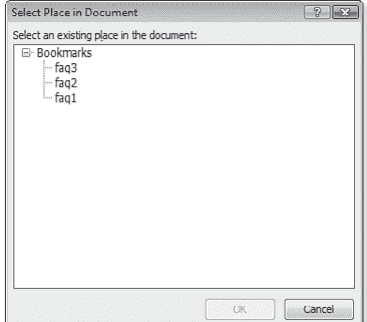 Select Place in Document
Select an existing place in the document:
Bookmarks
faq3
faq2
faq1
OK
Cancel